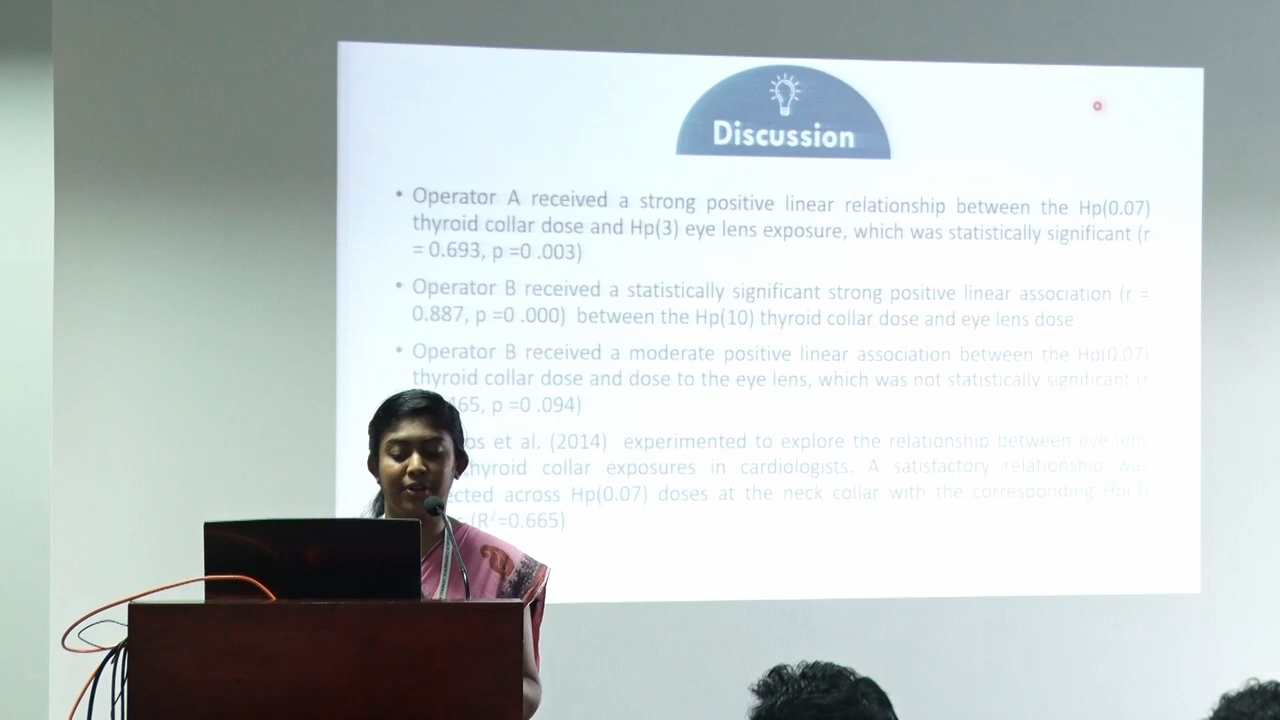 Discussion
• Operator A received a strong positive linear relationship between the Hp(0.07)
thyroid collar dose and Hp(3) eye lens exposure, which was statistically significant (r
= 0.693, p =0 .003)
• Operator B received a statistically significant strong positive linear association (r =
0.887, p =0 .000) between the Hp(10) thyroid collar dose and eye lens dose
• Operator B received a moderate positive linear association between the Hp(0.07)
thyroid collar dose and dose to the eye lens, which was not statistically significant (r
465, p =0 .094)
et al. (2014) experimented to explore the relationship between eye lens
thyroid collar exposures in cardiologists. A satisfactory relationship was
across Hp(0.07) doses at the neck collar with the corresponding Hp(3)
(R²=0.665)